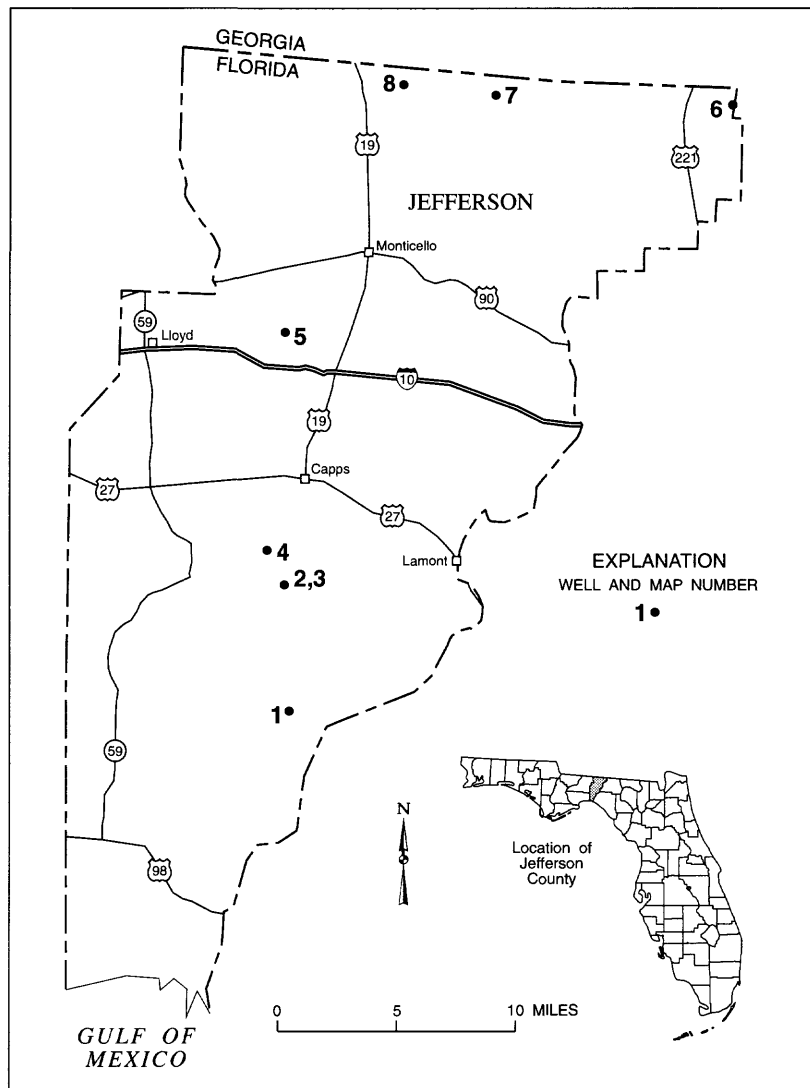 GEORGIA
FLORIDA
8
7
6
19
221
JEFFERSON
Monticello
90
59
Lloyd
5
10
19
Capps
27
27
4
Lamont
2,3
EXPLANATION
WELL AND MAP NUMBER
1
1
59
N
Location of
Jefferson
County
98
GULF OF
MEXICO
0 5 10 MILES